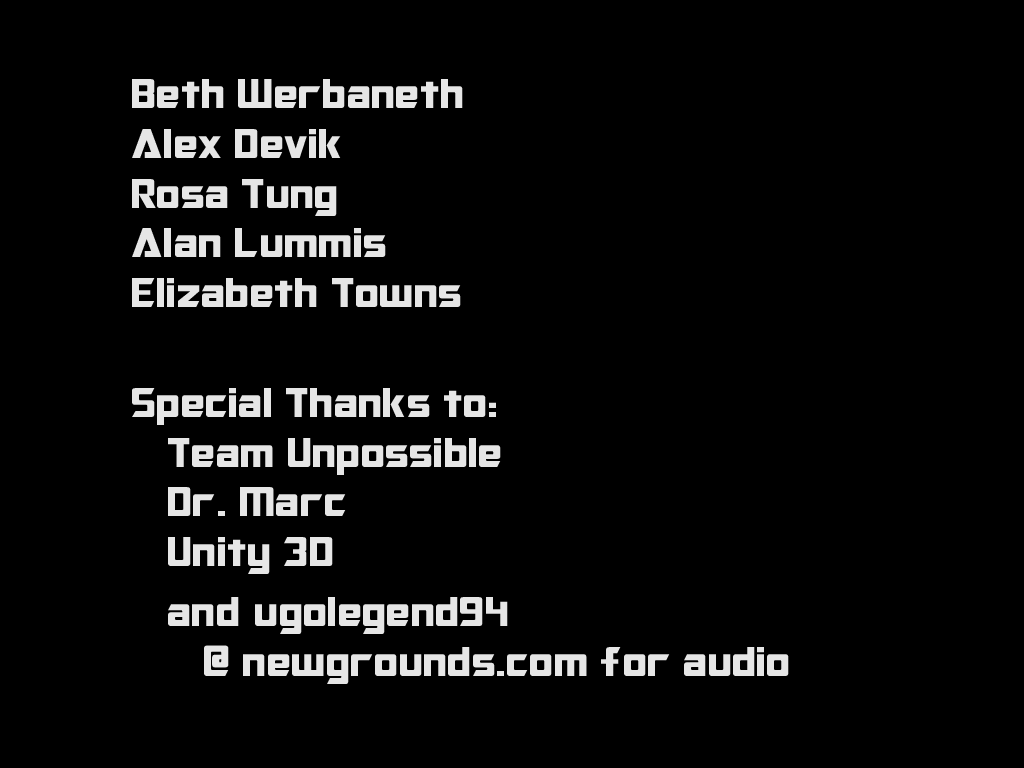 Beth Werbaneth
Alex Devik
Rosa Tung
Alan Lummis
Elizabeth Towns
Special Thanks to:
Team Unpossible
Dr. Marc
Unity 3D
and ugolegend94
@ newgrounds.com for audio